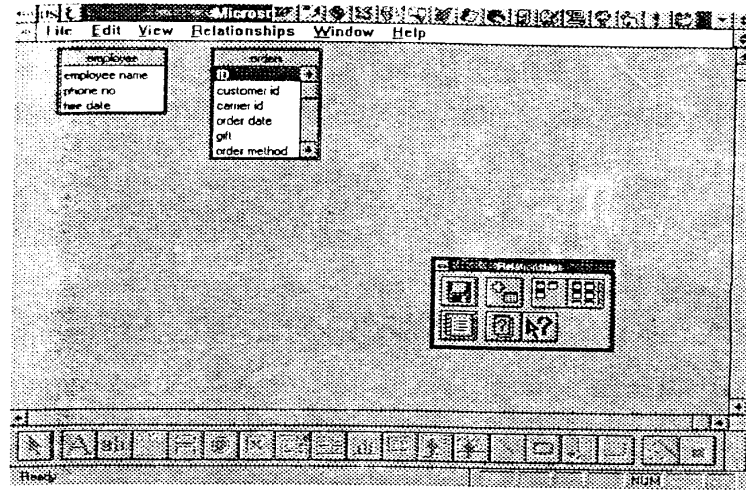 Microsf
File Edit View Relationships Window Help
employee
employee name
phone no
hire date
orders
ID
customer id
carrier id
order date
gift
order method
Ready
NUM